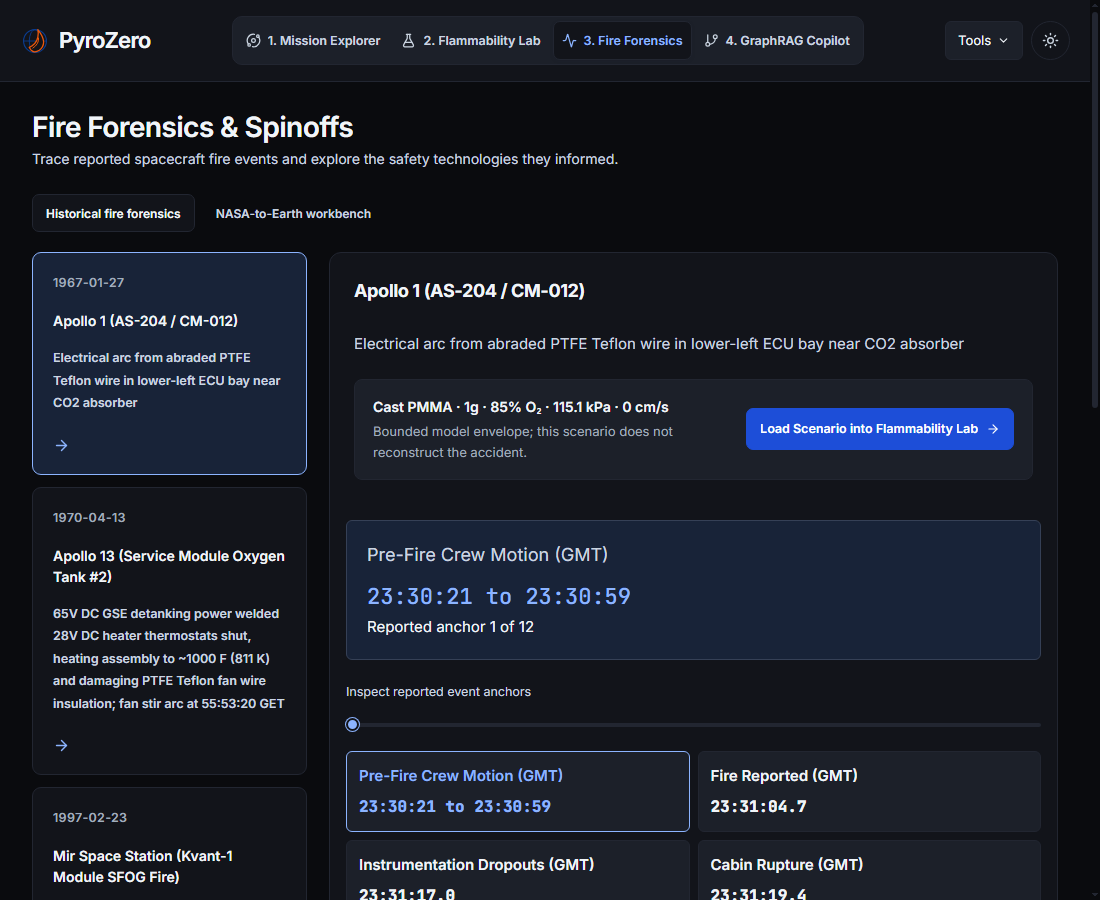 PyroZero
1. Mission Explorer
2. Flammability Lab
3. Fire Forensics
4. GraphRAG Copilot
Tools
Fire Forensics & Spinoffs
Trace reported spacecraft fire events and explore the safety technologies they informed.
Historical fire forensics
NASA-to-Earth workbench
1967-01-27
Apollo 1 (AS-204 / CM-012)
Electrical arc from abraded PTFE
Teflon wire in lower-left ECU bay near
CO2 absorber
1970-04-13
Apollo 13 (Service Module Oxygen
Tank #2)
65V DC GSE detanking power welded
28V DC heater thermostats shut,
heating assembly to ~1000 F (811 K)
and damaging PTFE Teflon fan wire
insulation; fan stir arc at 55:53:20 GET
1997-02-23
Mir Space Station (Kvant-1
Module SFOG Fire)
Apollo 1 (AS-204 / CM-012)
Electrical arc from abraded PTFE Teflon wire in lower-left ECU bay near CO2 absorber
Cast PMMA · 1g · 85% O₂ · 115.1 kPa · 0 cm/s
Bounded model envelope; this scenario does not
reconstruct the accident.
Load Scenario into Flammability Lab
Pre-Fire Crew Motion (GMT)
23:30:21 to 23:30:59
Reported anchor 1 of 12
Inspect reported event anchors
Pre-Fire Crew Motion (GMT)
23:30:21 to 23:30:59
Fire Reported (GMT)
23:31:04.7
Instrumentation Dropouts (GMT)
23:31:17.0
Cabin Rupture (GMT)
23:31:19.4